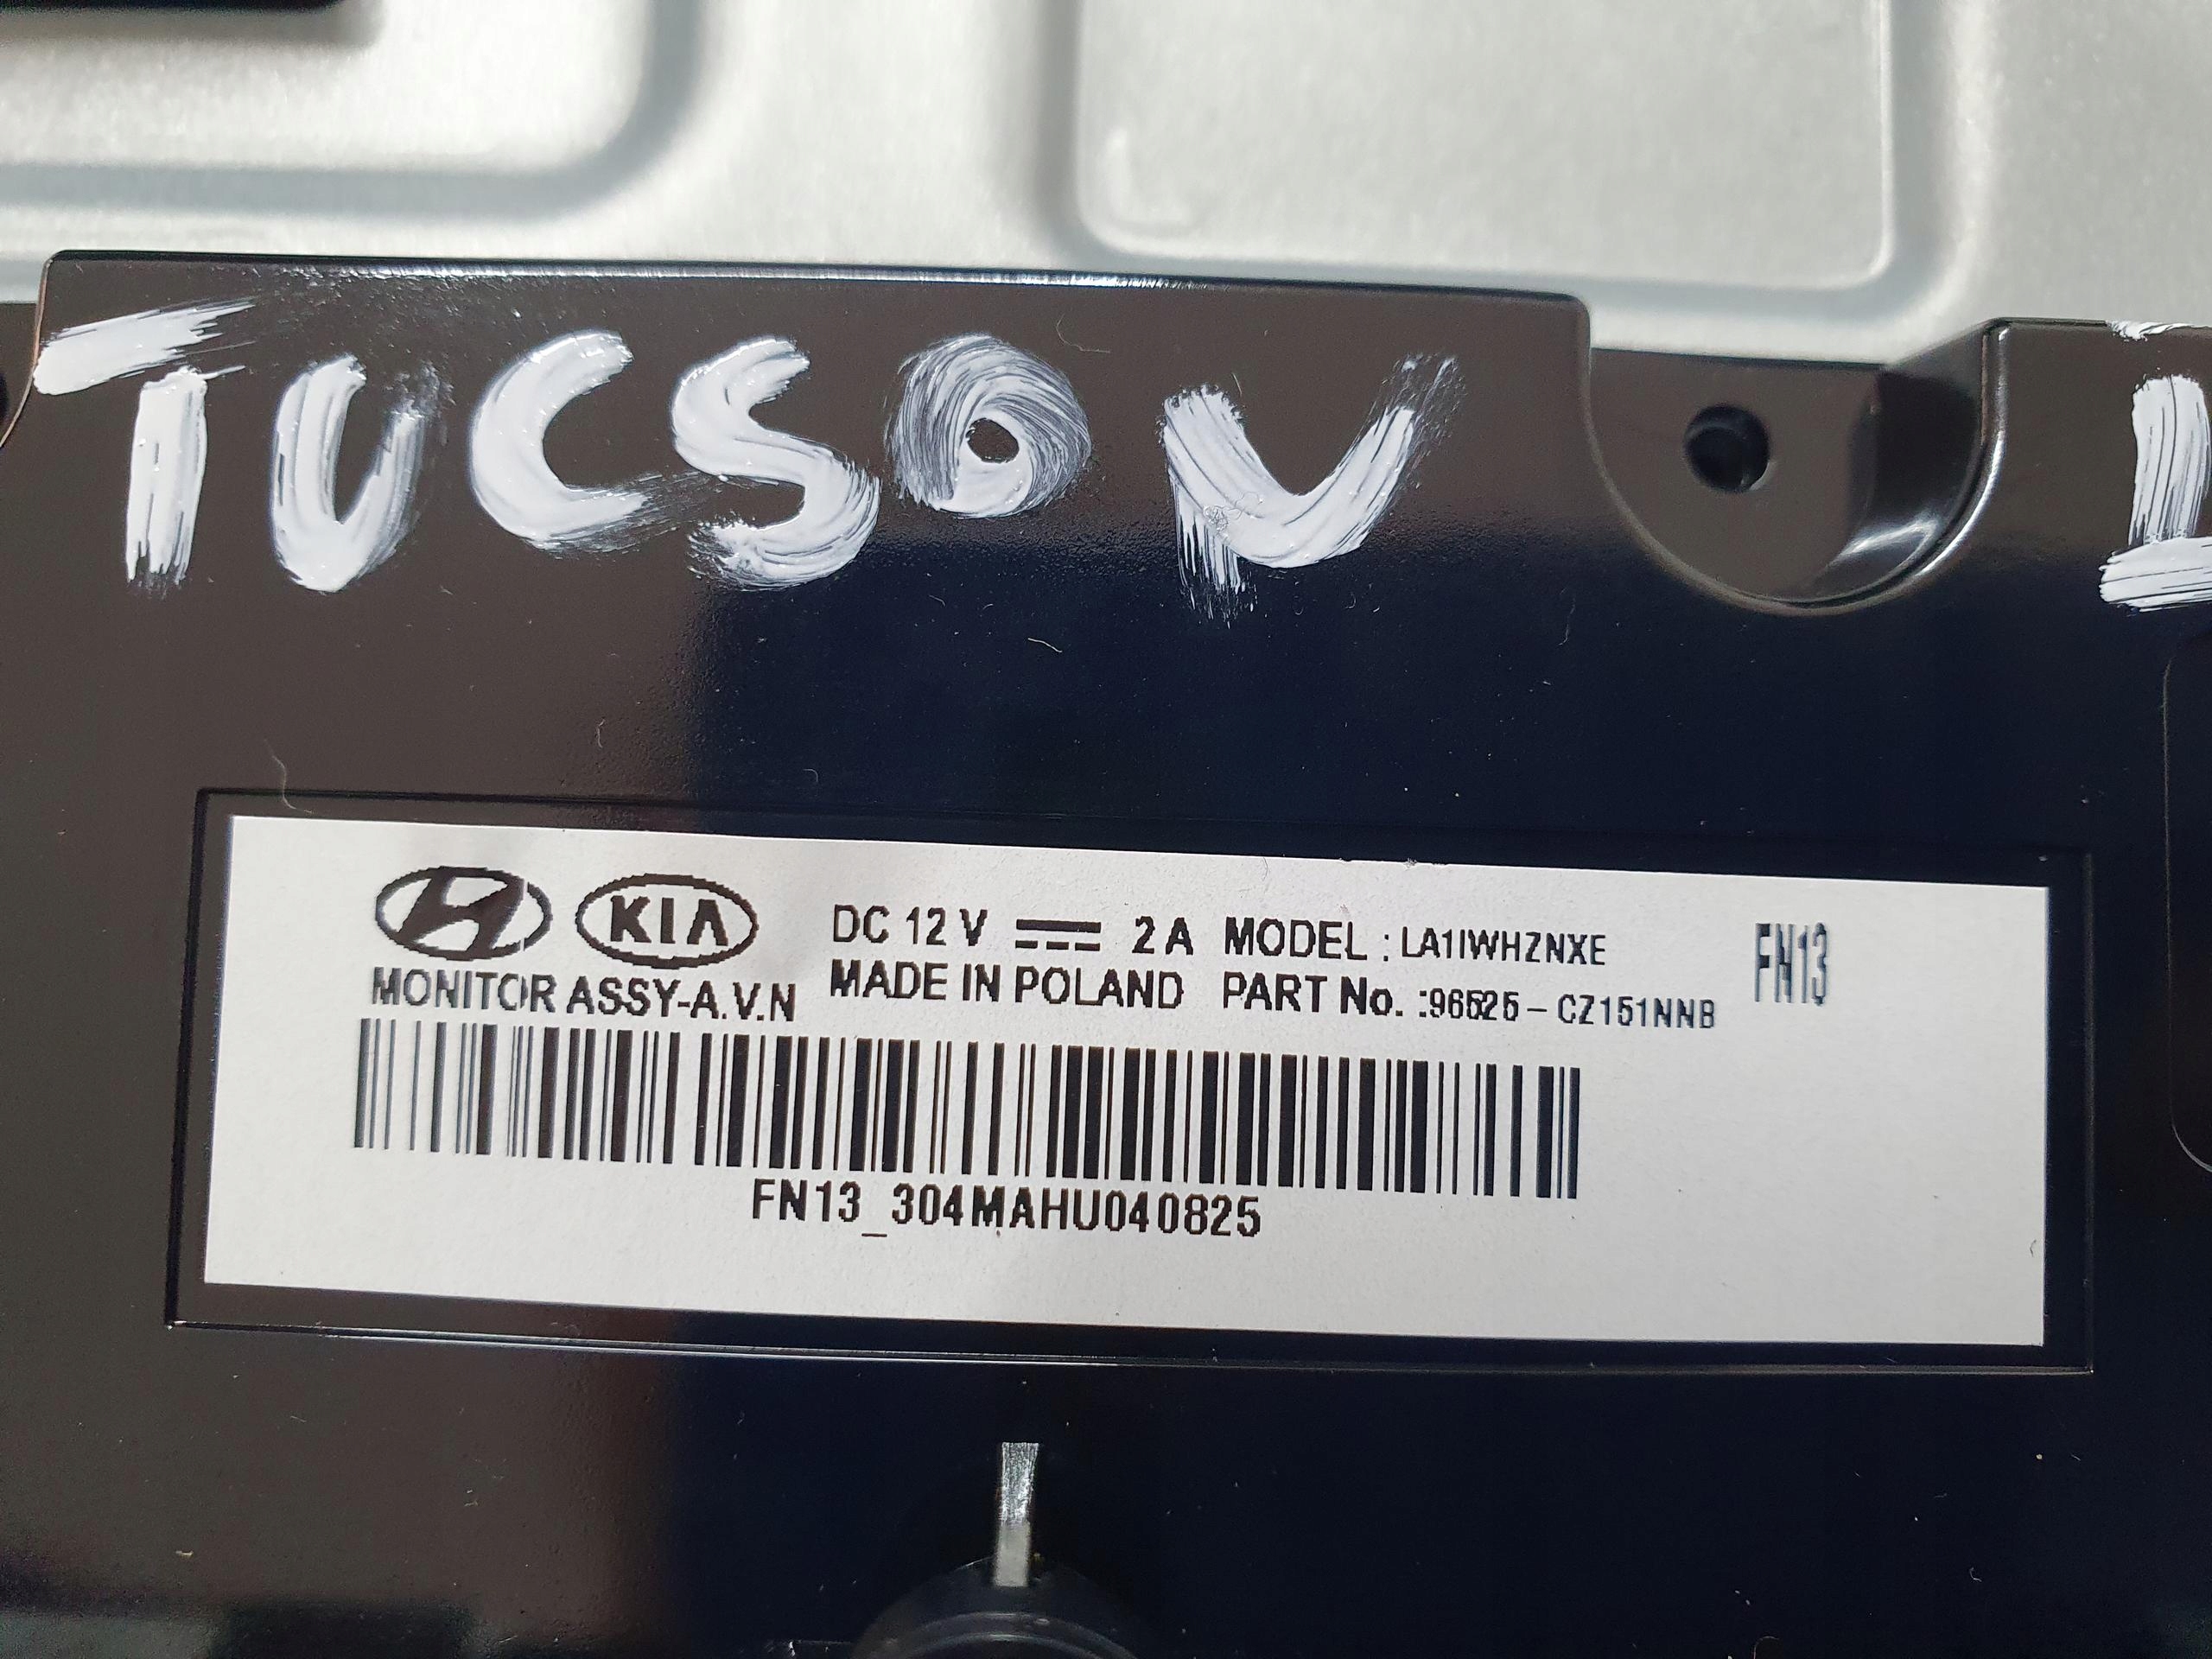 TUCSON
KIA
DC 12 V 2 A MODEL : LA1IWHZNXE
FN13
MONITOR ASSY-A.V.N MADE IN POLAND PART No. :96525-CZ151NNB
FN13_304MAHU040825